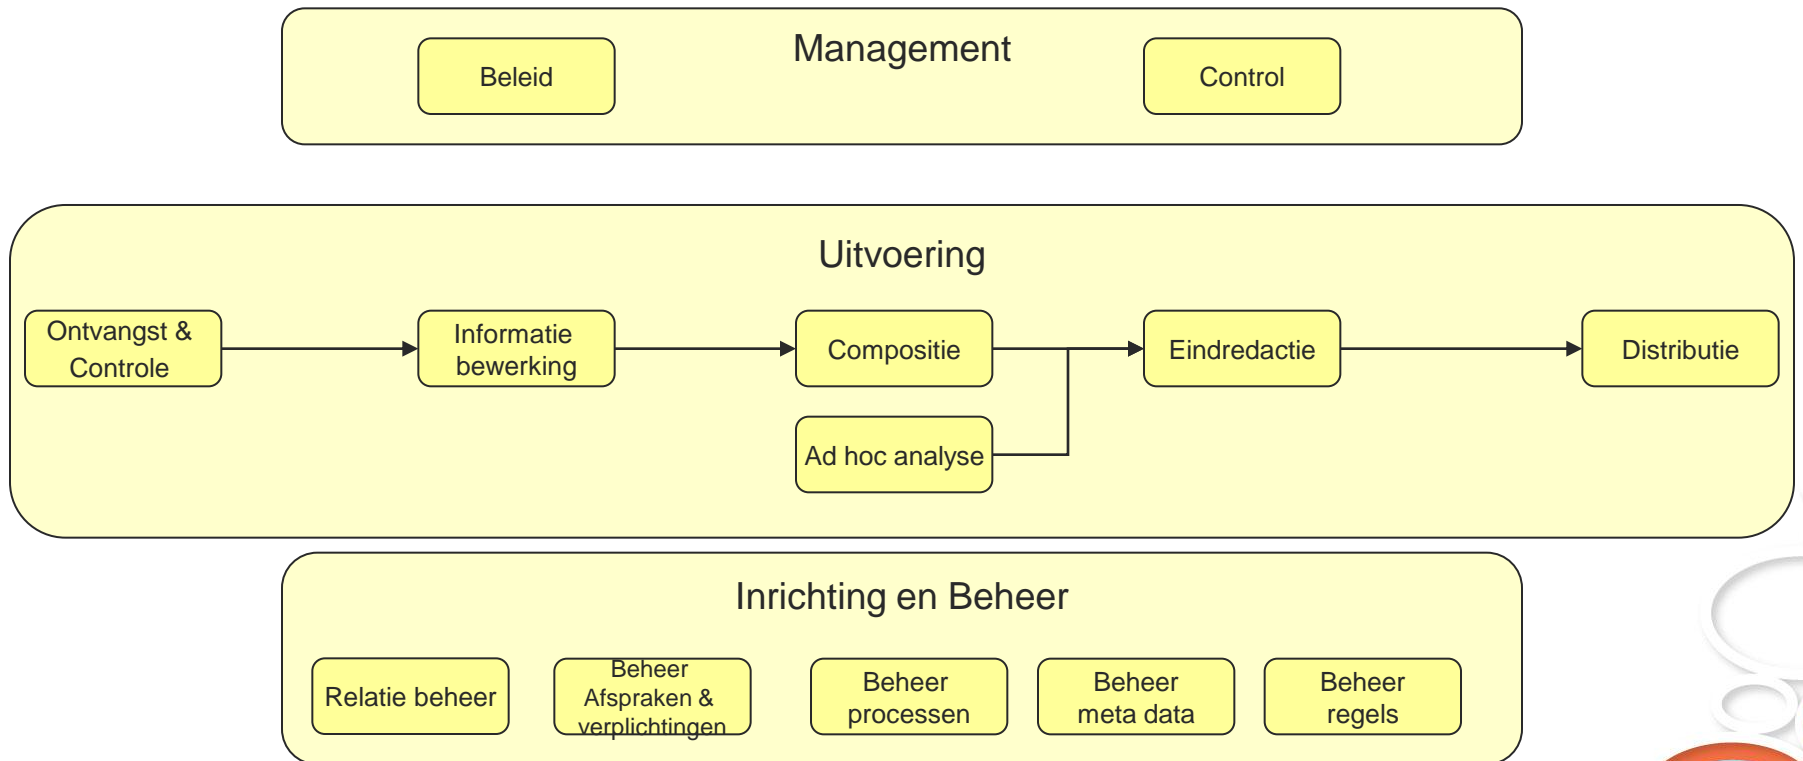 Management
Beleid
Control
Uitvoering
Ontvangst &
Controle
Informatie
bewerking
Compositie
Eindredactie
Distributie
Ad hoc analyse
Inrichting en Beheer
Relatie beheer
Beheer
Afspraken &
verplichtingen
Beheer
processen
Beheer
meta data
Beheer
regels